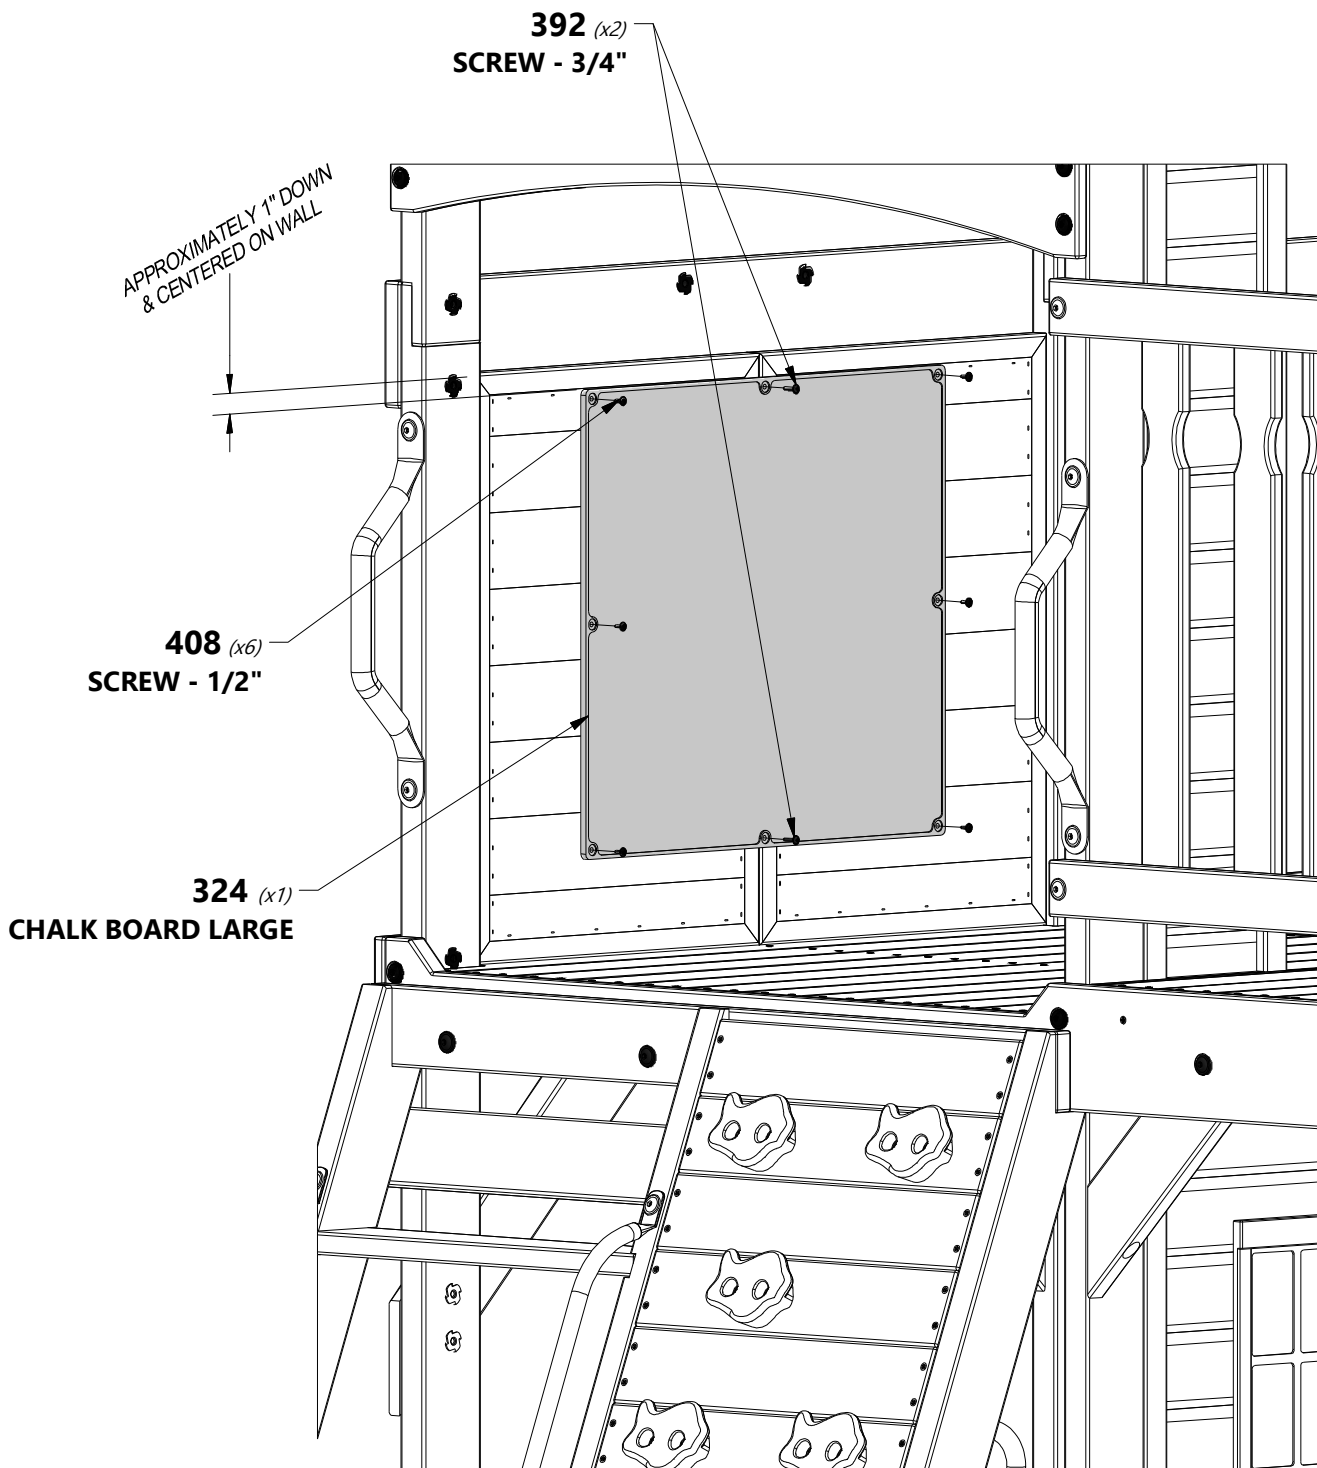 392 (x2)
SCREW - 3/4"
APPROXIMATELY 1" DOWN
& CENTERED ON WALL
408 (x6)
SCREW - 1/2"
324 (x1)
CHALK BOARD LARGE